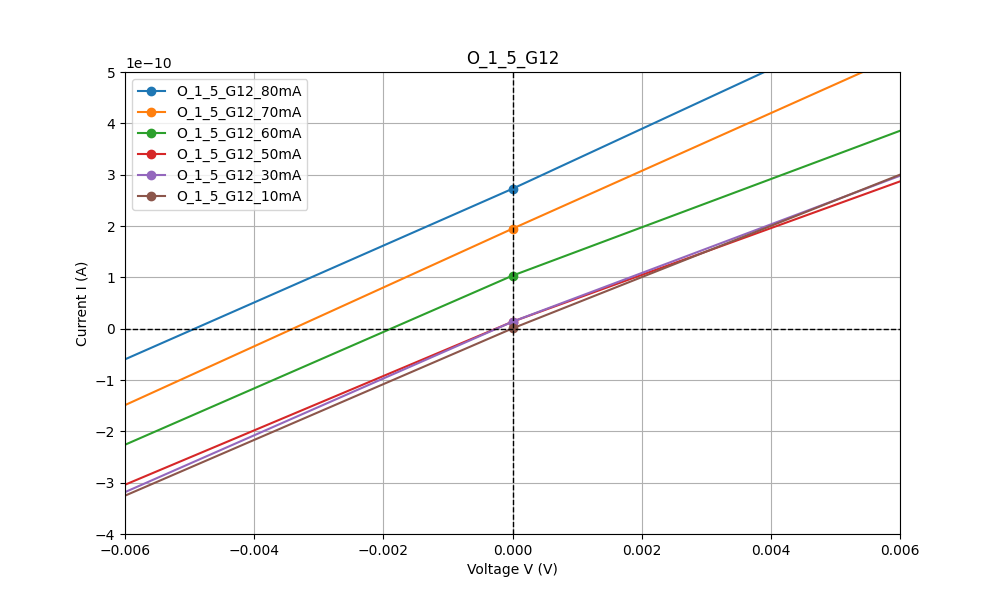 O_1_5_G12
1e−10
5
4
3
2
1
0
−1
−2
−3
−4
Current I (A)
O_1_5_G12_80mA
O_1_5_G12_70mA
O_1_5_G12_60mA
O_1_5_G12_50mA
O_1_5_G12_30mA
O_1_5_G12_10mA
−0.006 −0.004 −0.002 0.000 0.002 0.004 0.006
Voltage V (V)